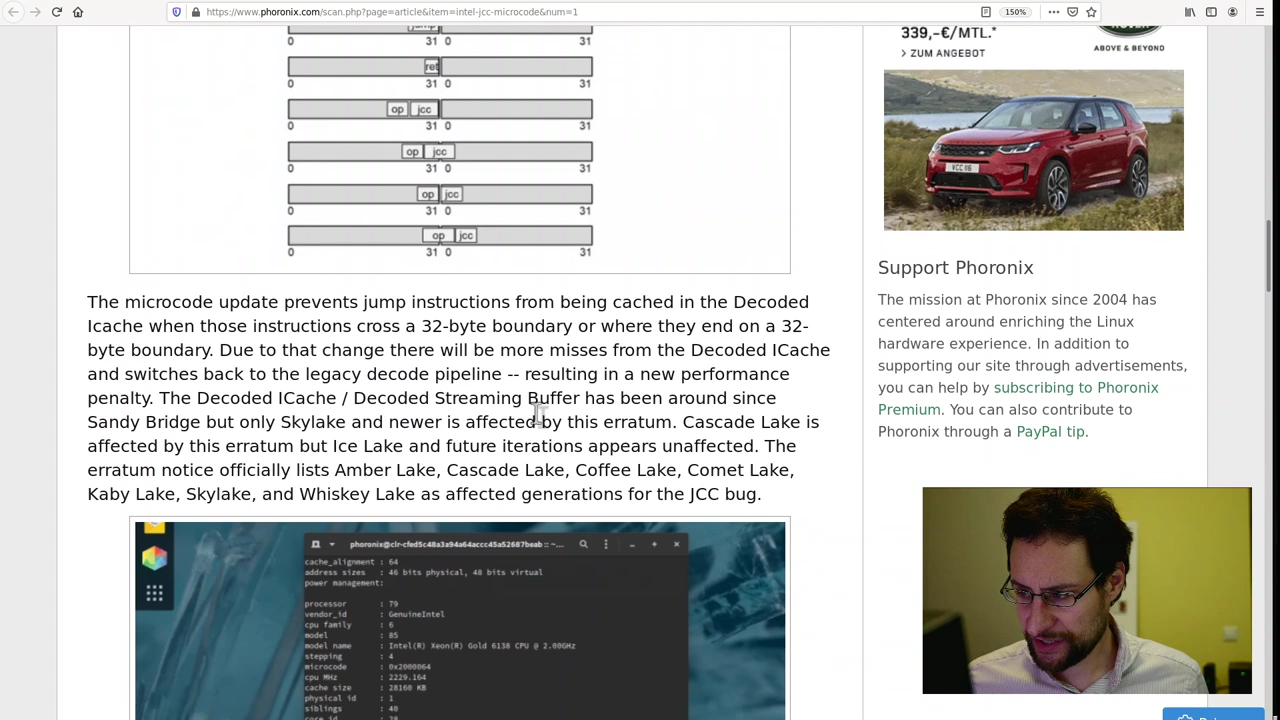 https://www.phoronix.com/scan.php?page=article&item=intel-jcc-microcode&num=1
150%
jump
0 31 0 31
ret
0 31 0 31
op jcc
0 31 0 31
op jcc
0 31 0 31
op jcc
0 31 0 31
op jcc
0 31 0 31
The microcode update prevents jump instructions from being cached in the Decoded
Icache when those instructions cross a 32-byte boundary or where they end on a 32-
byte boundary. Due to that change there will be more misses from the Decoded ICache
and switches back to the legacy decode pipeline -- resulting in a new performance
penalty. The Decoded ICache / Decoded Streaming Buffer has been around since
Sandy Bridge but only Skylake and newer is affected by this erratum. Cascade Lake is
affected by this erratum but Ice Lake and future iterations appears unaffected. The
erratum notice officially lists Amber Lake, Cascade Lake, Coffee Lake, Comet Lake,
Kaby Lake, Skylake, and Whiskey Lake as affected generations for the JCC bug.
phoronix@clr-cfed5c48a3a94a64accc45a52687beab :: ~...
cache_alignment : 64
address sizes : 46 bits physical, 48 bits virtual
power management:
processor : 79
vendor_id : GenuineIntel
cpu family : 6
model : 85
model name : Intel(R) Xeon(R) Gold 6138 CPU @ 2.00GHz
stepping : 4
microcode : 0x2000064
cpu MHz : 2229.164
cache size : 28160 KB
physical id : 1
siblings : 40
339,-€/MTL.*
> ZUM ANGEBOT
ABOVE & BEYOND
Support Phoronix
The mission at Phoronix since 2004 has
centered around enriching the Linux
hardware experience. In addition to
supporting our site through advertisements,
you can help by subscribing to Phoronix
Premium. You can also contribute to
Phoronix through a PayPal tip.